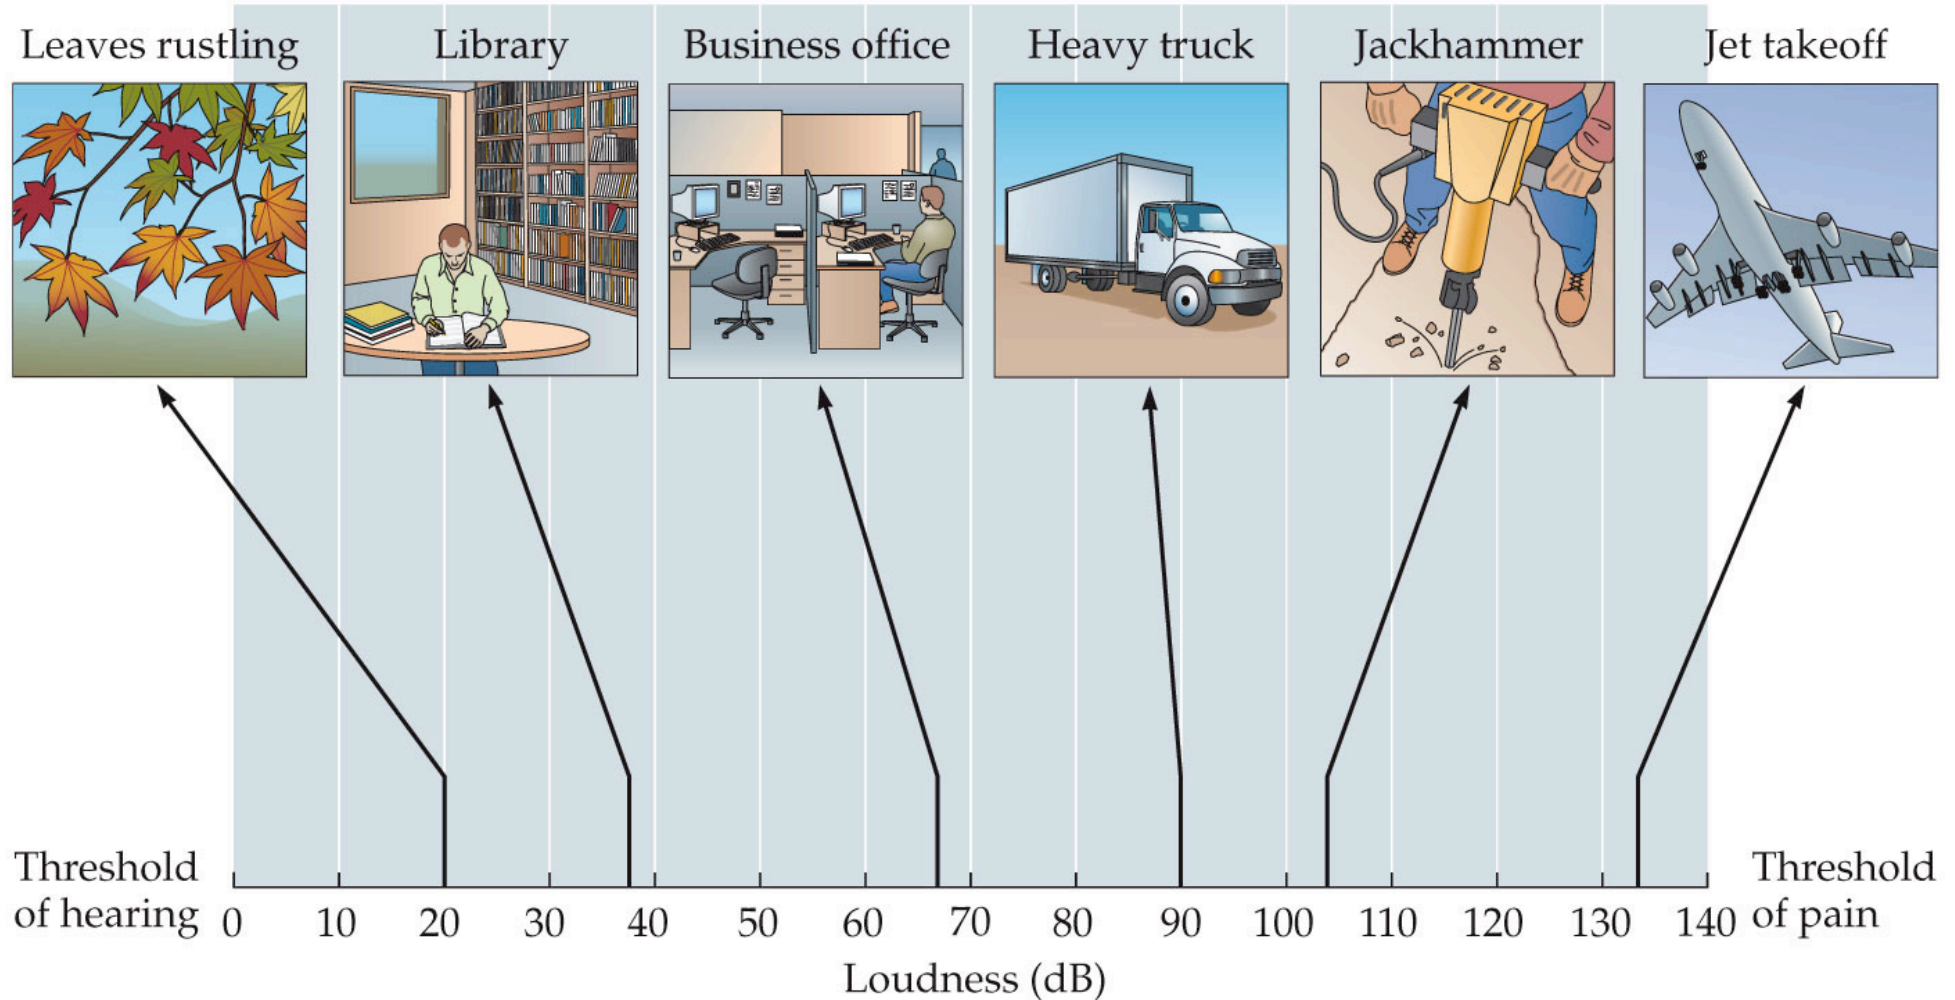 Leaves rustling
Library
Business office
Heavy truck
Jackhammer
Jet takeoff
Threshold
of hearing
0 10 20 30 40 50 60 70 80 90 100 110 120 130 140
Threshold
of pain
Loudness (dB)